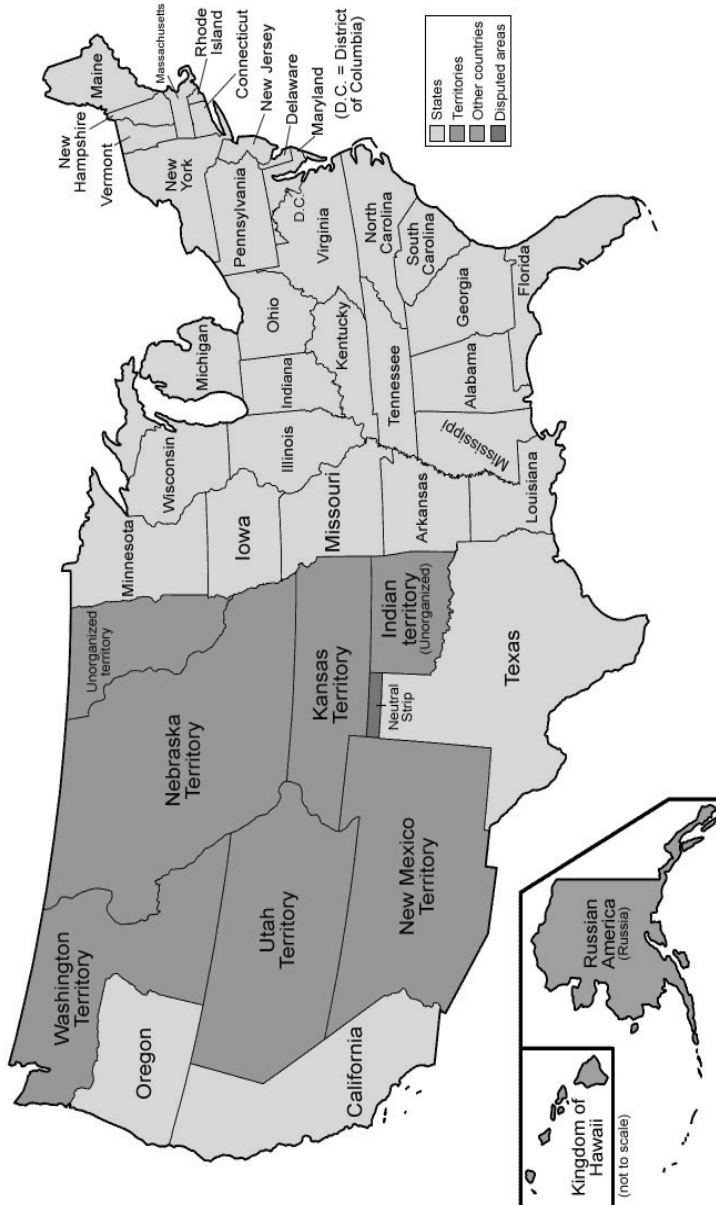 Washington
Territory
Oregon
California
Utah
Territory
New Mexico
Territory
Nebraska
Territory
Unorganized
territory
Kansas
Territory
Neutral
Strip
Indian
territory
(Unorganized)
Texas
Minnesota
Iowa
Missouri
Arkansas
Louisiana
Wisconsin
Illinois
Michigan
Indiana
Ohio
Kentucky
Tennessee
Mississippi
Alabama
Georgia
Florida
South
Carolina
North
Carolina
Virginia
D.C.
Pennsylvania
New
York
Vermont
New
Hampshire
Maine
Massachusetts
Rhode
Island
Connecticut
New Jersey
Delaware
Maryland
(D.C. = District
of Columbia)
Kingdom of
Hawaii
(not to scale)
Russian
America
(Russia)
States
Territories
Other countries
Disputed areas